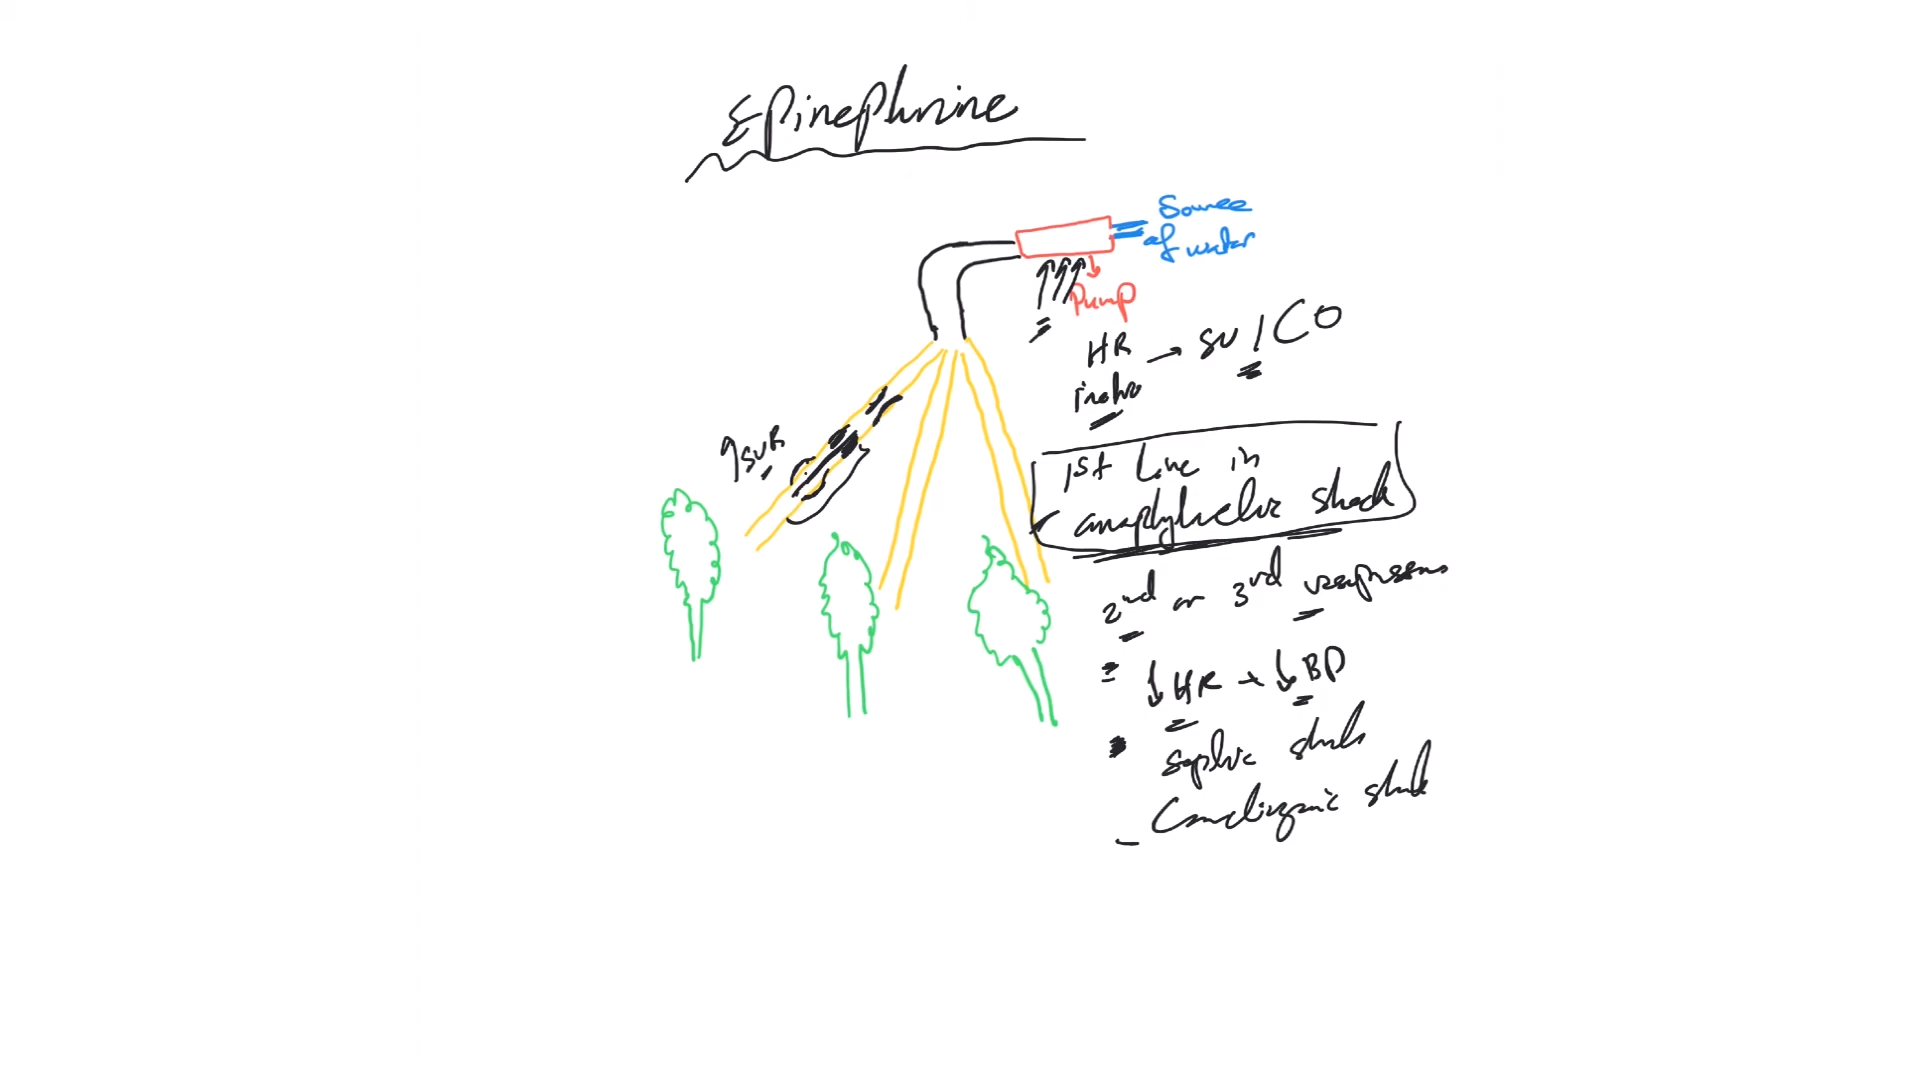 Epinephrine
Source
of water
Pump
HR → SV / CO
inotro
↑SVR
1st Line in
anaphylactic shock
2nd or 3rd vasopressors
↓HR + ↓BP
Septic shock
Cardiogenic shock